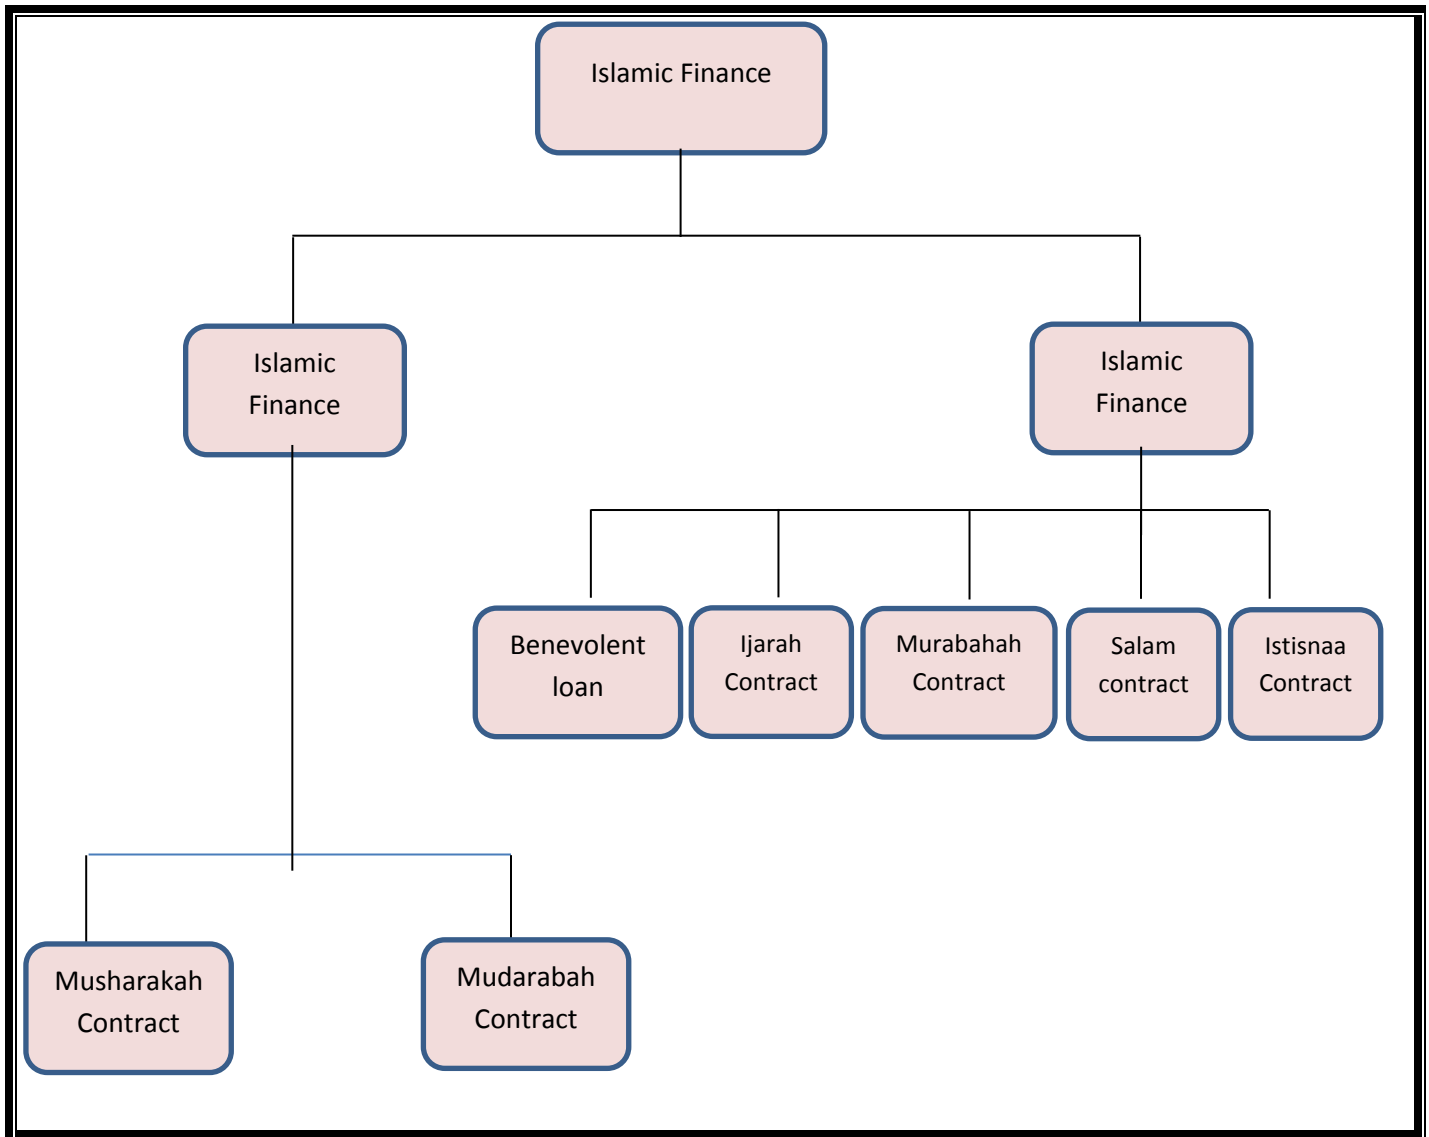 Islamic Finance
Islamic
Finance
Islamic
Finance
Benevolent
loan
Ijarah
Contract
Murabahah
Contract
Salam
contract
Istisnaa
Contract
Musharakah
Contract
Mudarabah
Contract